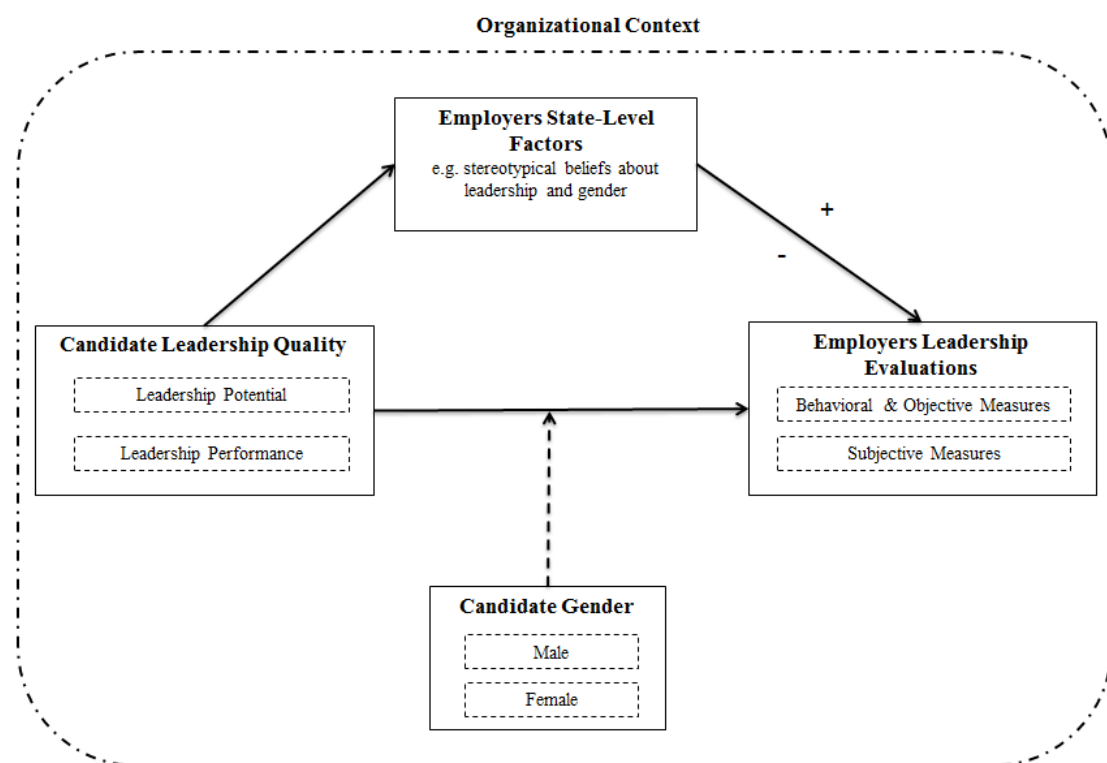 Organizational Context
Employers State-Level
Factors
e.g. stereotypical beliefs about
leadership and gender
+
-
Candidate Leadership Quality
Leadership Potential
Leadership Performance
Employers Leadership
Evaluations
Behavioral & Objective Measures
Subjective Measures
Candidate Gender
Male
Female